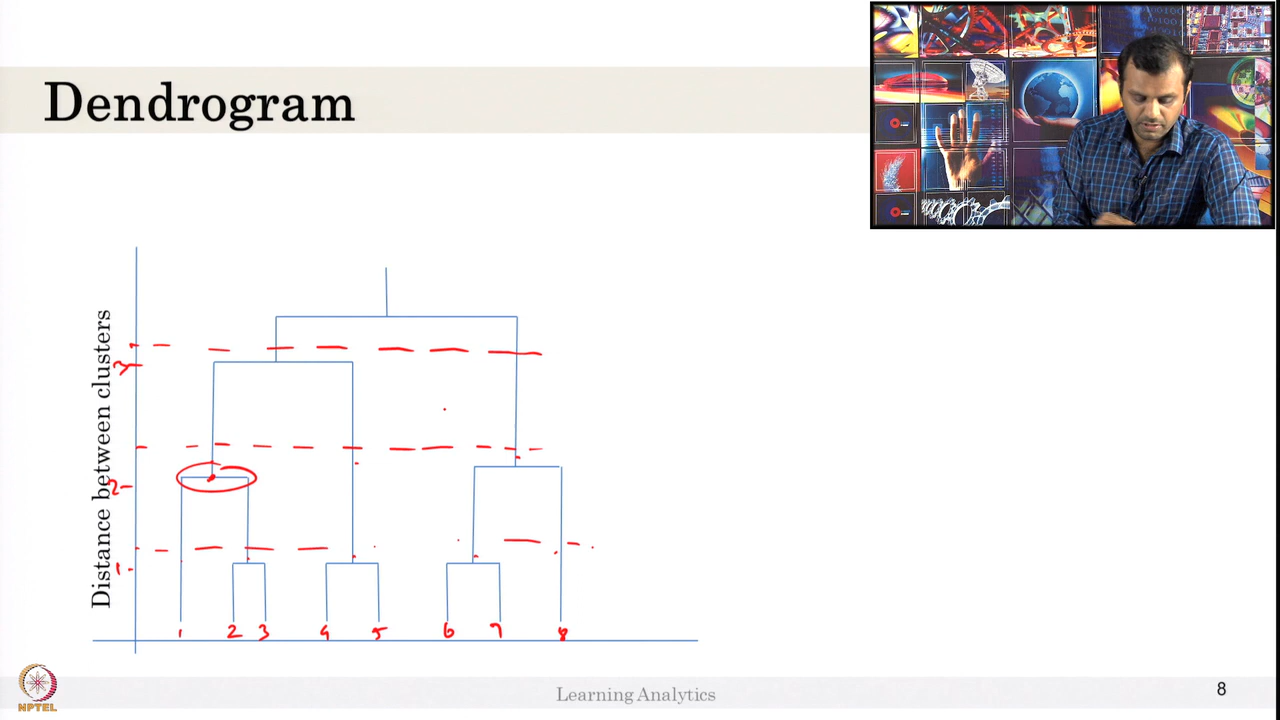 Dendrogram
Distance between clusters
3
2
1
1 2 3 4 5 6 7 8
NPTEL
Learning Analytics
8